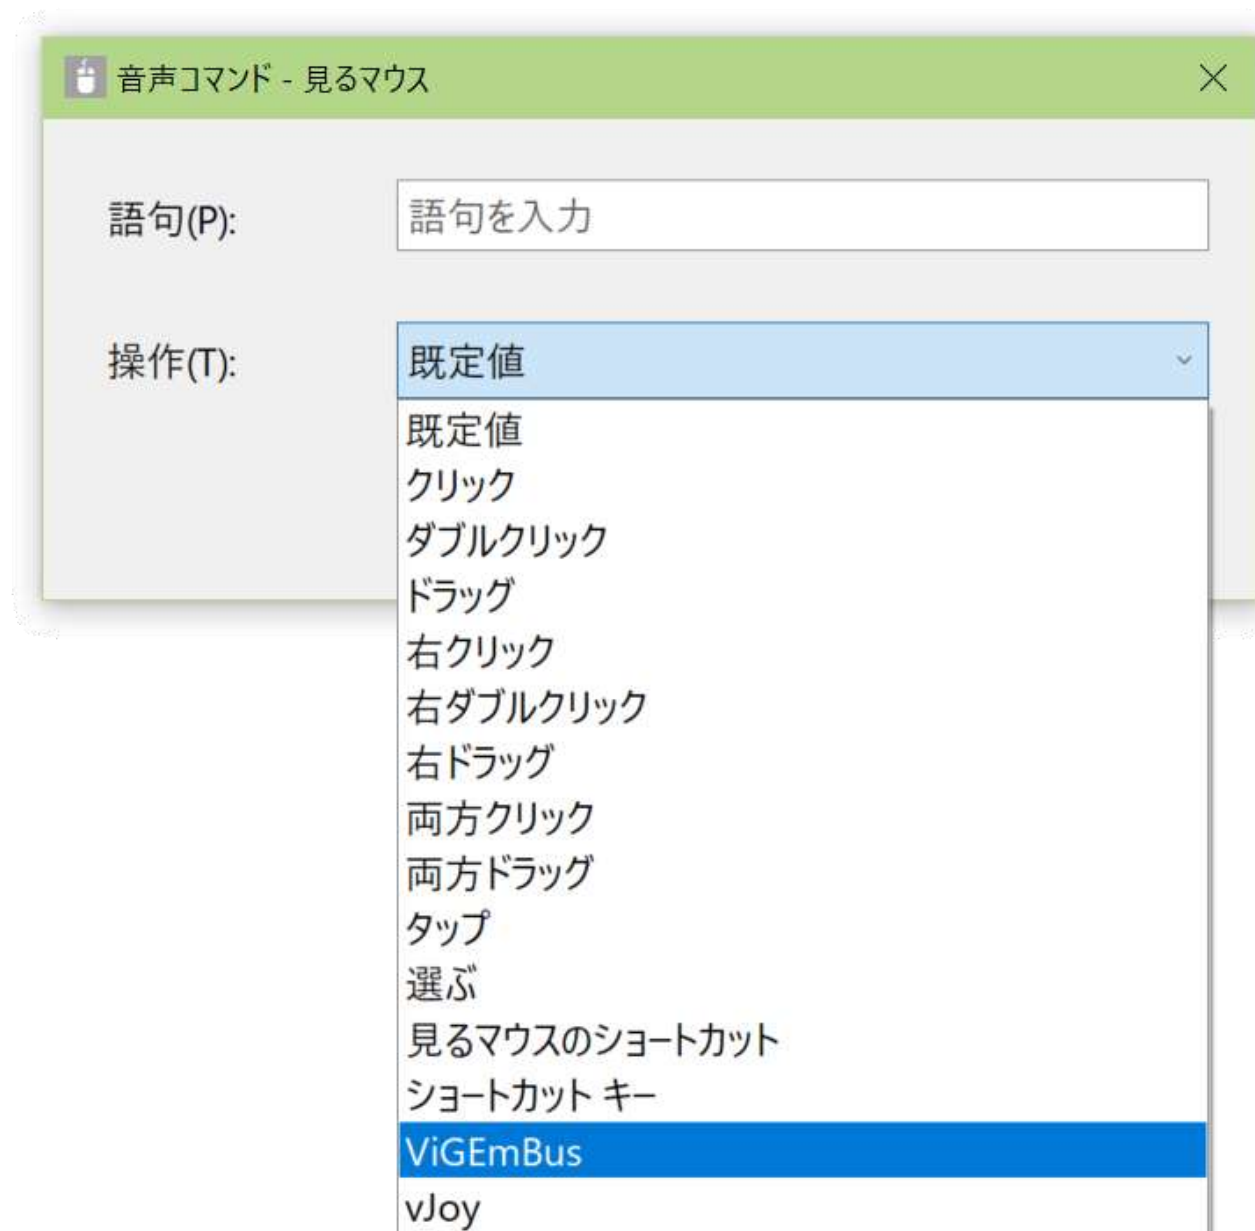 音声コマンド - 見るマウス
語句(P): 語句を入力
操作(T): 既定値
既定値
クリック
ダブルクリック
ドラッグ
右クリック
右ダブルクリック
右ドラッグ
両方クリック
両方ドラッグ
タップ
選ぶ
見るマウスのショートカット
ショートカット キー
ViGEmBus
vJoy